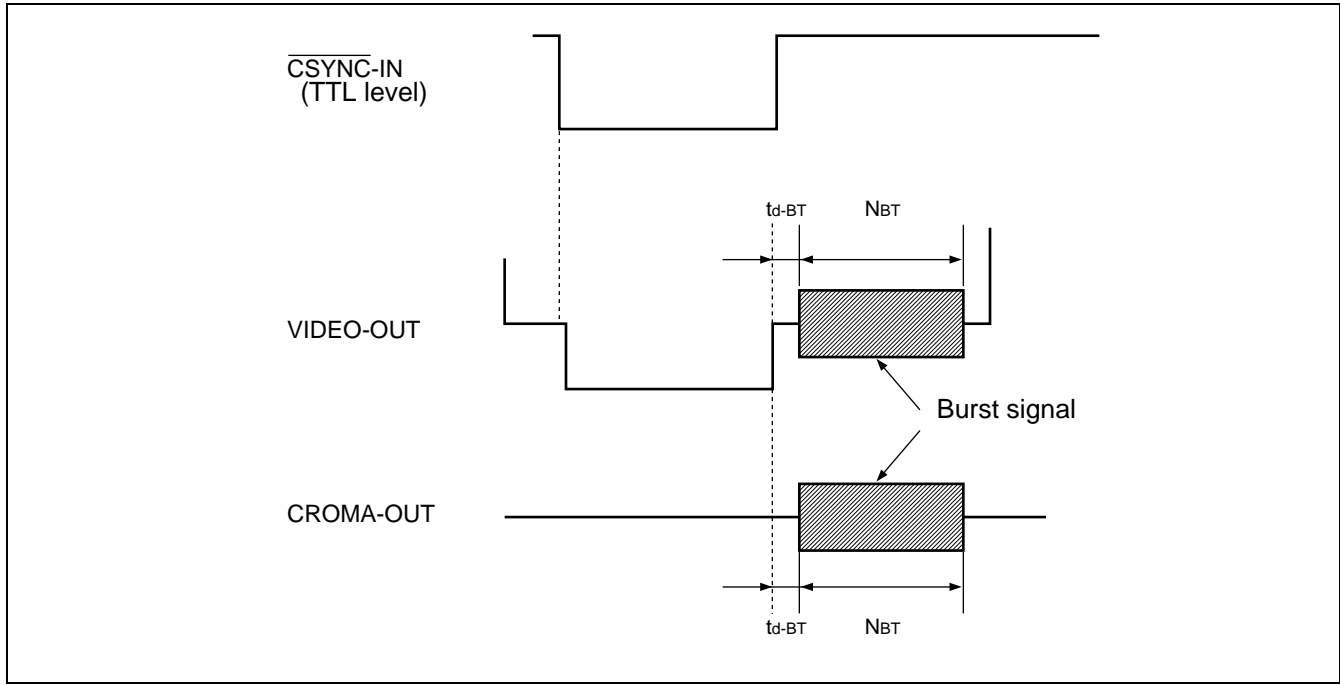 CSYNC-IN
(TTL level)
td-BT NBT
VIDEO-OUT
Burst signal
CROMA-OUT
td-BT NBT